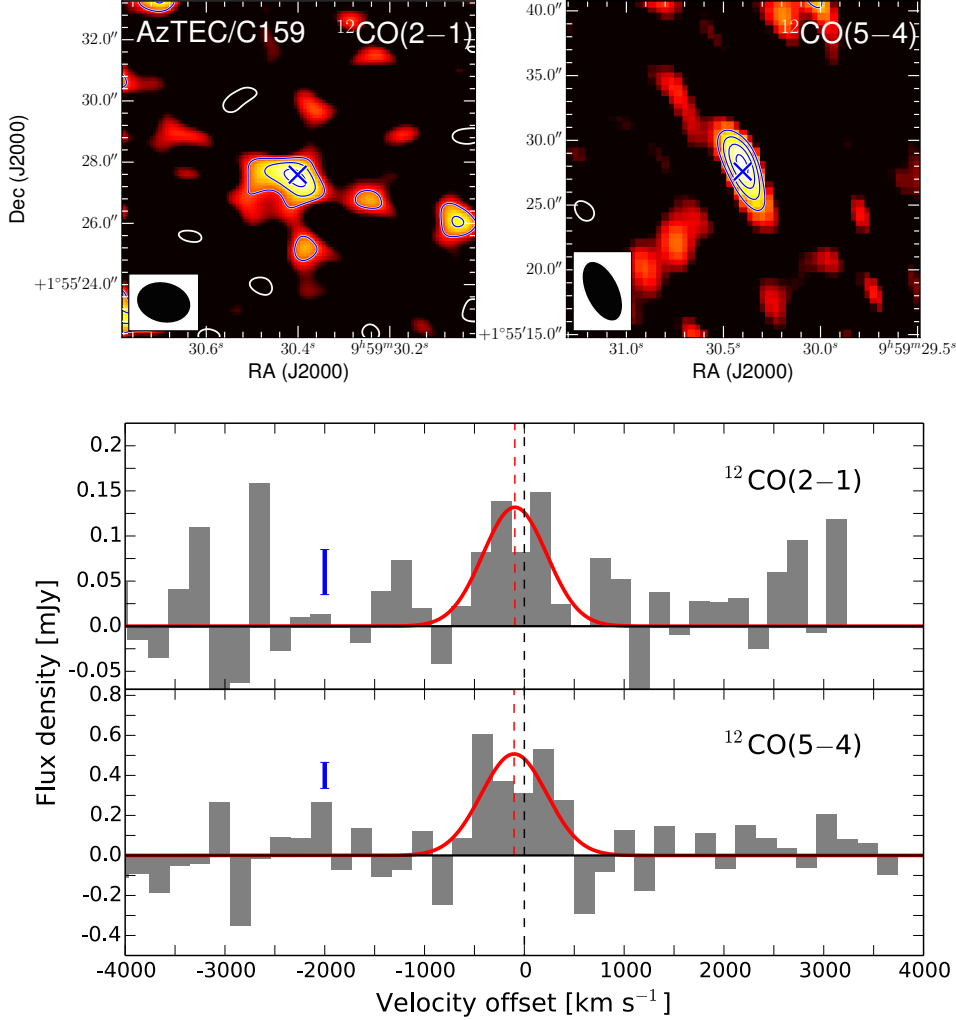 AzTEC/C159 ¹²CO(2−1)
32.0″
30.0″
28.0″
26.0″
+1°55′24.0″
Dec (J2000)
30.6ˢ 30.4ˢ 9ʰ59ᵐ30.2ˢ
RA (J2000)
¹²CO(5−4)
40.0″
35.0″
30.0″
25.0″
20.0″
+1°55′15.0″
31.0ˢ 30.5ˢ 30.0ˢ 9ʰ59ᵐ29.5ˢ
RA (J2000)
¹²CO(2−1)
0.2
0.15
0.1
0.05
0.0
-0.05
¹²CO(5−4)
0.8
0.6
0.4
0.2
0.0
-0.2
-0.4
Flux density [mJy]
-4000 -3000 -2000 -1000 0 1000 2000 3000 4000
Velocity offset [km s⁻¹]